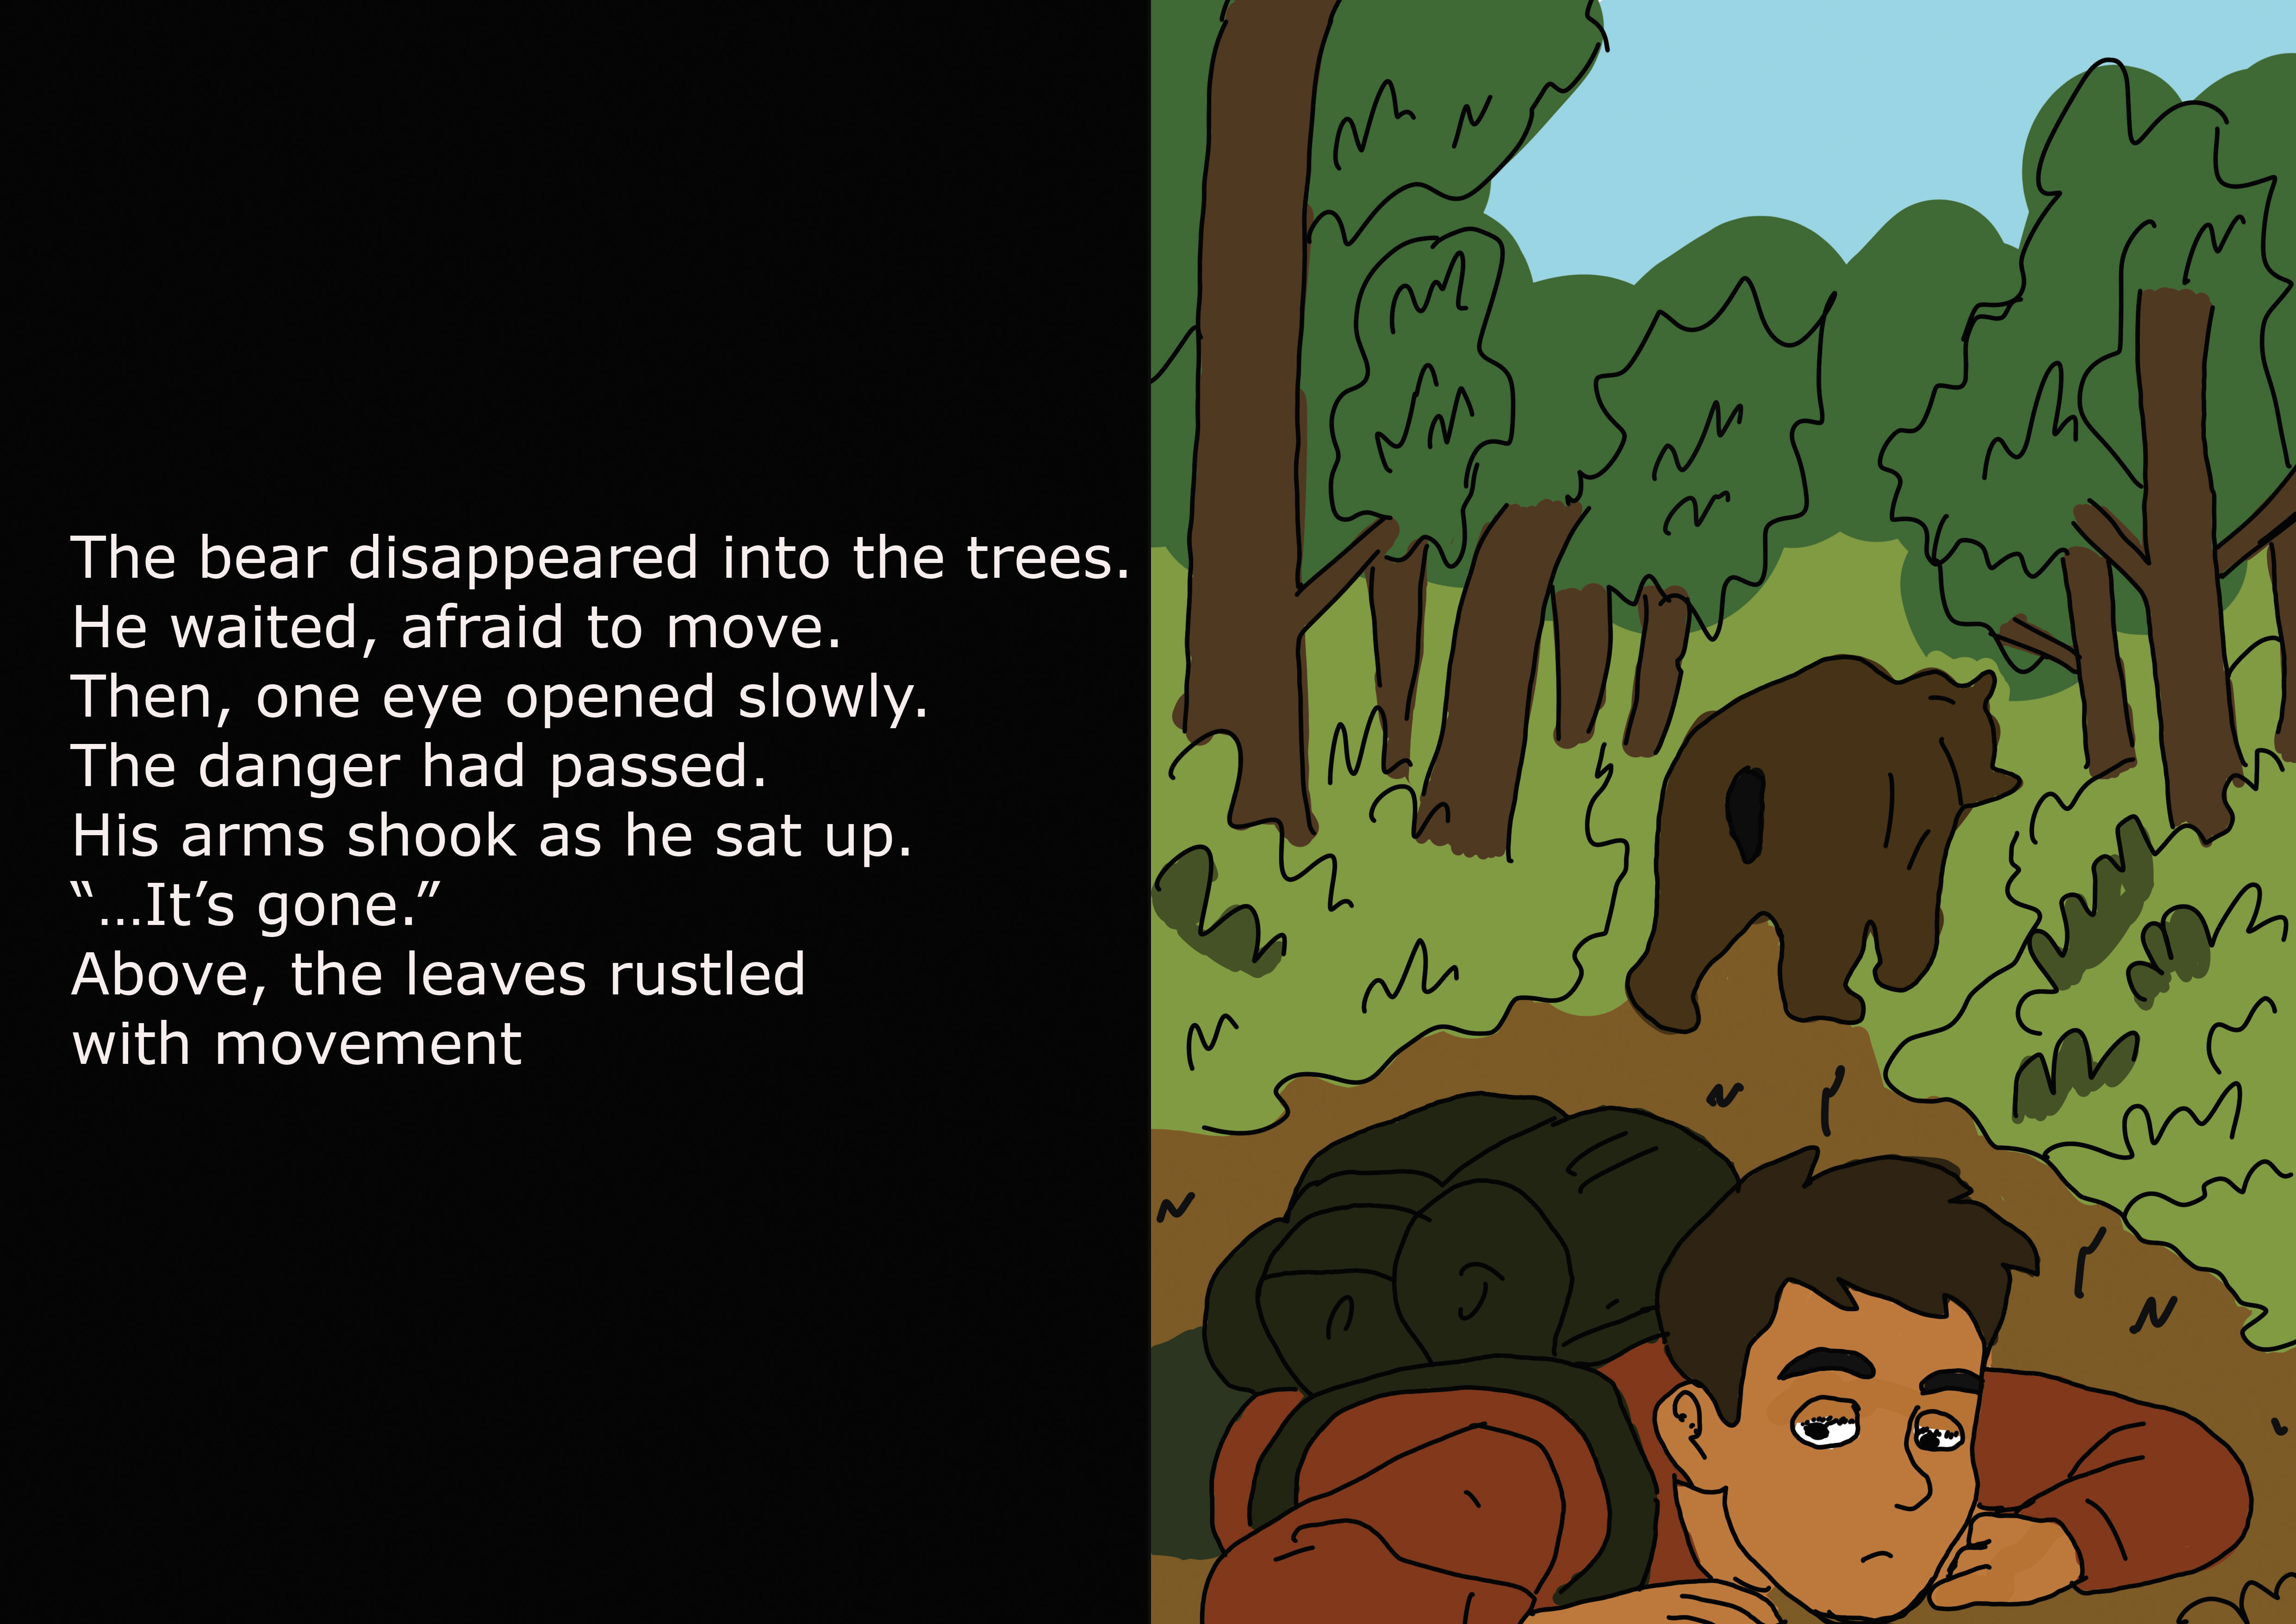 The bear disappeared into the trees.
He waited, afraid to move.
Then, one eye opened slowly.
The danger had passed.
His arms shook as he sat up.
“…It’s gone.”
Above, the leaves rustled
with movement